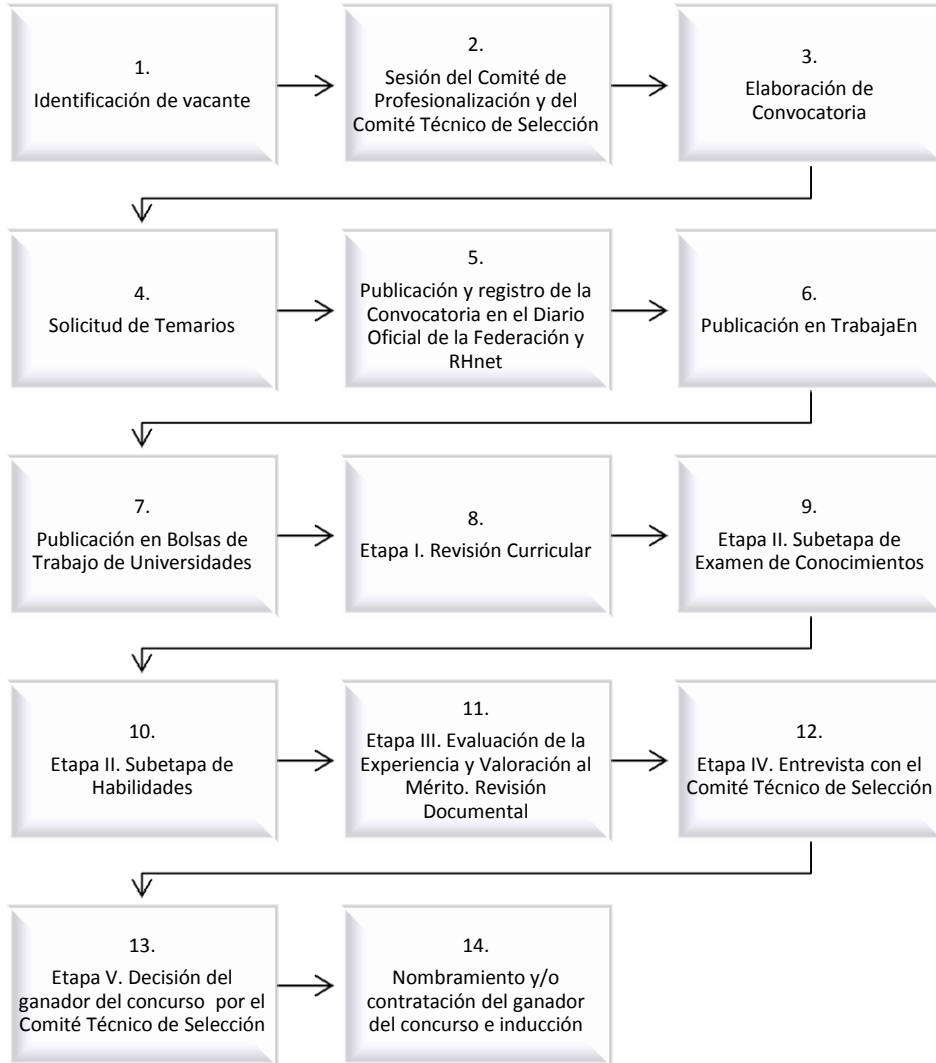 1.
Identificación de vacante
2.
Sesión del Comité de
Profesionalización y del
Comité Técnico de Selección
3.
Elaboración de
Convocatoria
4.
Solicitud de Temarios
5.
Publicación y registro de la
Convocatoria en el Diario
Oficial de la Federación y
RHnet
6.
Publicación en TrabajaEn
7.
Publicación en Bolsas de
Trabajo de Universidades
8.
Etapa I. Revisión Curricular
9.
Etapa II. Subetapa de
Examen de Conocimientos
10.
Etapa II. Subetapa de
Habilidades
11.
Etapa III. Evaluación de la
Experiencia y Valoración al
Mérito. Revisión
Documental
12.
Etapa IV. Entrevista con el
Comité Técnico de Selección
13.
Etapa V. Decisión del
ganador del concurso por el
Comité Técnico de Selección
14.
Nombramiento y/o
contratación del ganador
del concurso e inducción